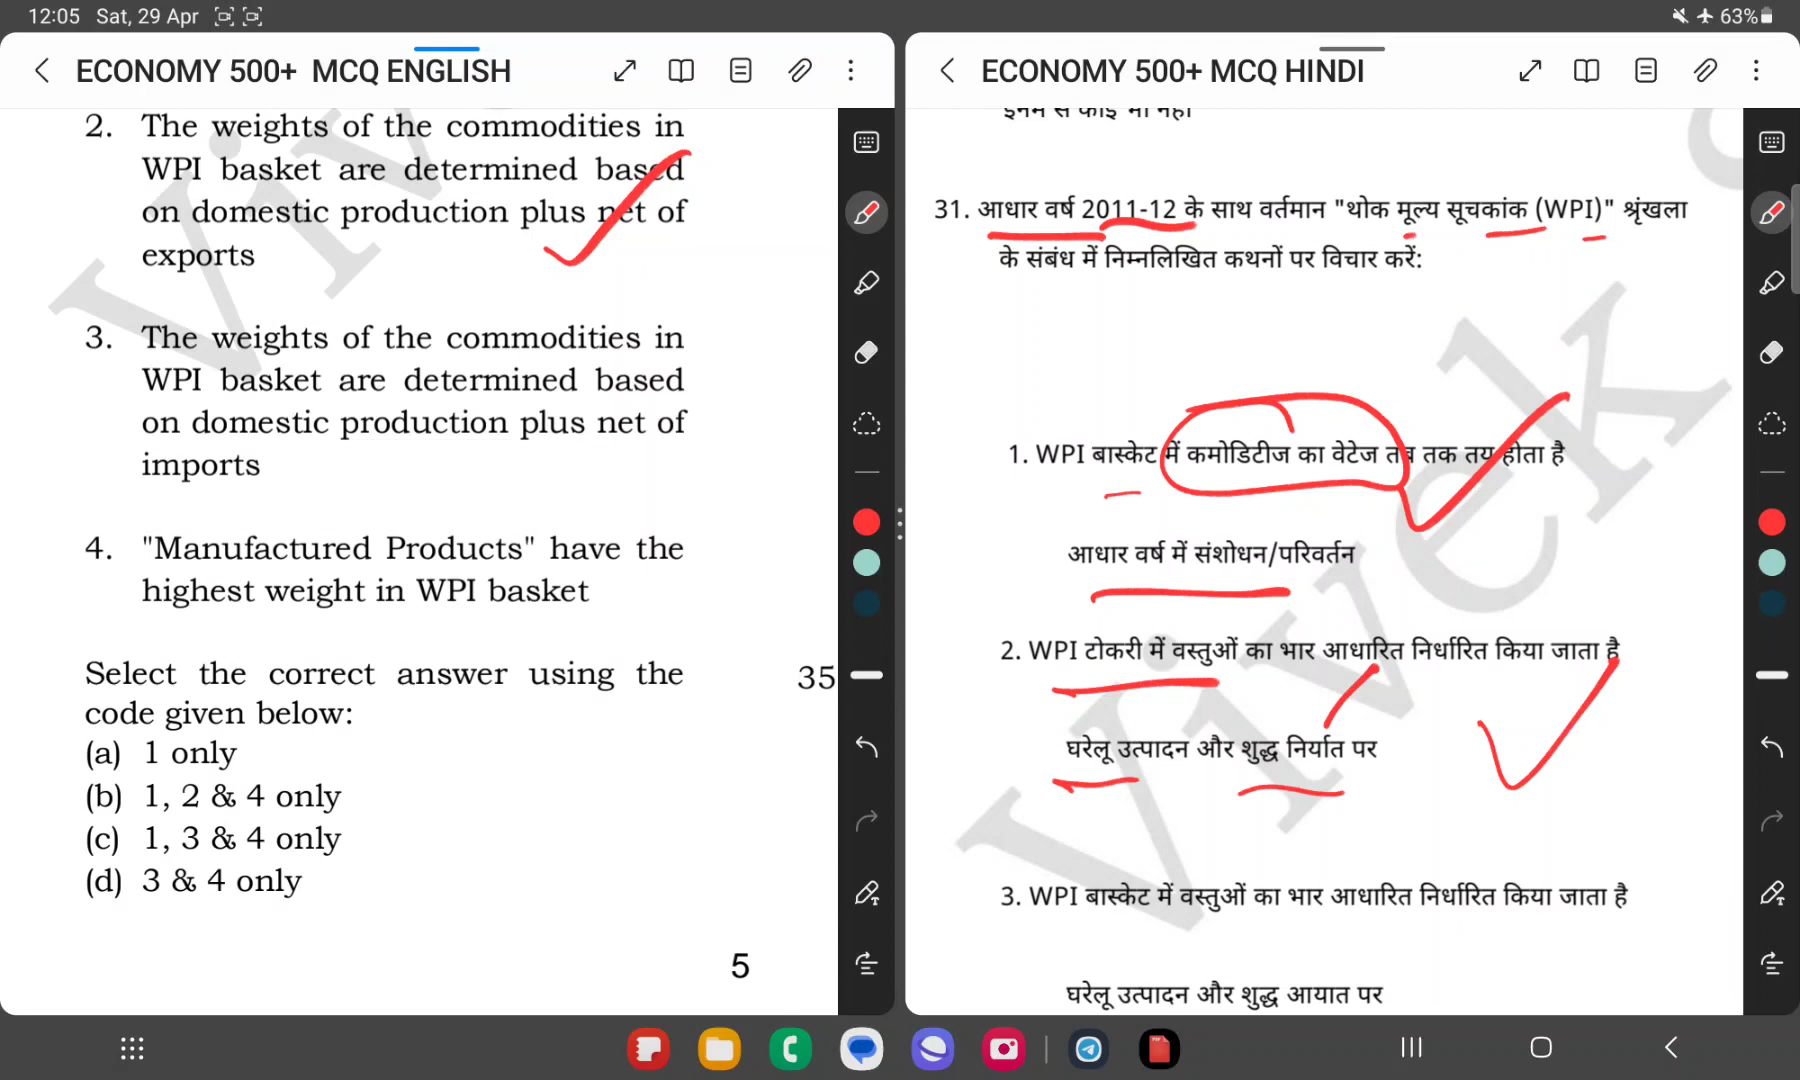 12:05 Sat, 29 Apr
63%
ECONOMY 500+ MCQ ENGLISH
2. The weights of the commodities in
WPI basket are determined based
on domestic production plus net of
exports
3. The weights of the commodities in
WPI basket are determined based
on domestic production plus net of
imports
4. "Manufactured Products" have the
highest weight in WPI basket
Select the correct answer using the
code given below:
(a) 1 only
(b) 1, 2 & 4 only
(c) 1, 3 & 4 only
(d) 3 & 4 only
35
5
Viv
ECONOMY 500+ MCQ HINDI
इनमें से कोई भी नहीं
31. आधार वर्ष 2011-12 के साथ वर्तमान "थोक मूल्य सूचकांक (WPI)" श्रृंखला
के संबंध में निम्नलिखित कथनों पर विचार करें:
1. WPI बास्केट में कमोडिटीज का वेटेज तब तक तय होता है
आधार वर्ष में संशोधन/परिवर्तन
2. WPI टोकरी में वस्तुओं का भार आधारित निर्धारित किया जाता है
घरेलू उत्पादन और शुद्ध निर्यात पर
3. WPI बास्केट में वस्तुओं का भार आधारित निर्धारित किया जाता है
घरेलू उत्पादन और शुद्ध आयात पर
Vivek